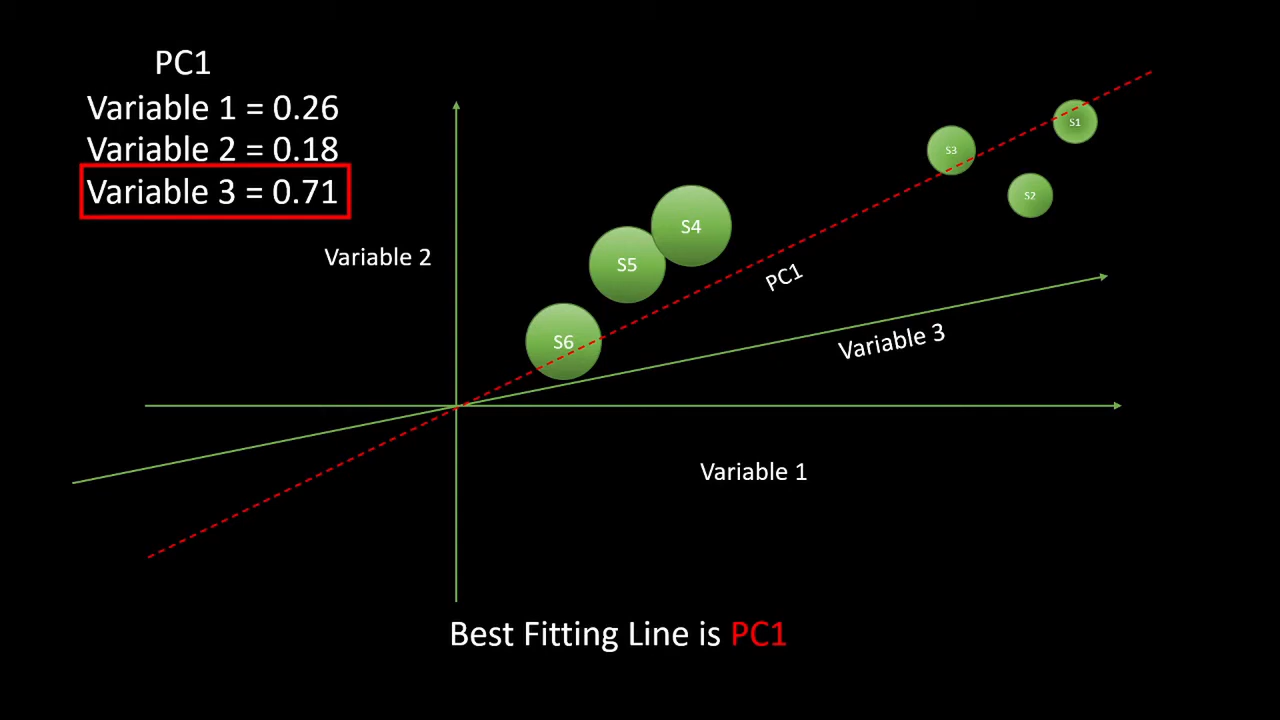 PC1
Variable 1 = 0.26
Variable 2 = 0.18
Variable 3 = 0.71
S1
S3
S2
S4
S5
Variable 2
PC1
S6
Variable 3
Variable 1
Best Fitting Line is PC1